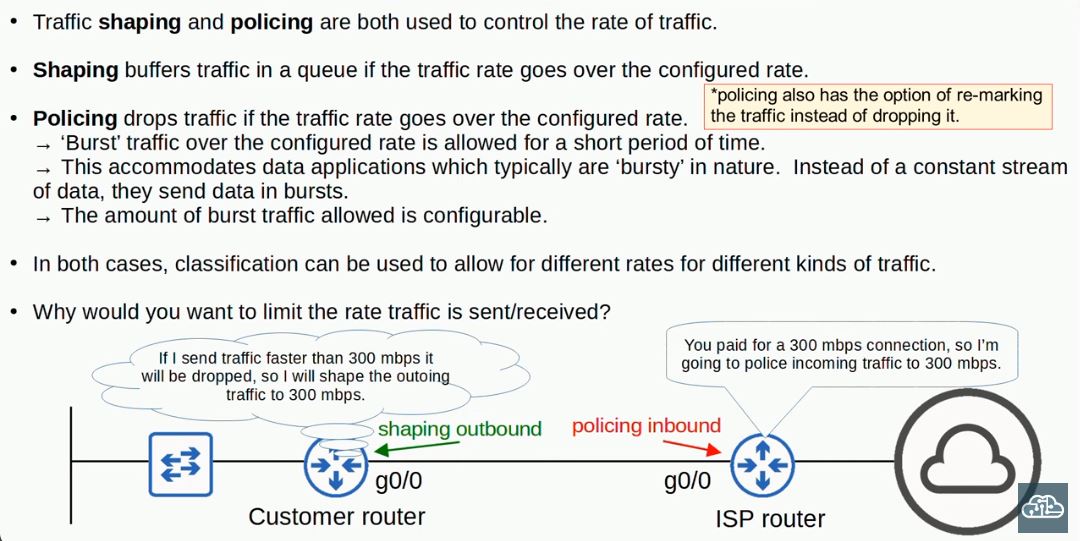 • Traffic shaping and policing are both used to control the rate of traffic.
• Shaping buffers traffic in a queue if the traffic rate goes over the configured rate.
*policing also has the option of re-marking
the traffic instead of dropping it.
• Policing drops traffic if the traffic rate goes over the configured rate.
→ ‘Burst’ traffic over the configured rate is allowed for a short period of time.
→ This accommodates data applications which typically are ‘bursty’ in nature.  Instead of a constant stream
of data, they send data in bursts.
→ The amount of burst traffic allowed is configurable.
• In both cases, classification can be used to allow for different rates for different kinds of traffic.
• Why would you want to limit the rate traffic is sent/received?
If I send traffic faster than 300 mbps it
will be dropped, so I will shape the outoing
traffic to 300 mbps.
You paid for a 300 mbps connection, so I’m
going to police incoming traffic to 300 mbps.
shaping outbound
policing inbound
g0/0
g0/0
Customer router
ISP router